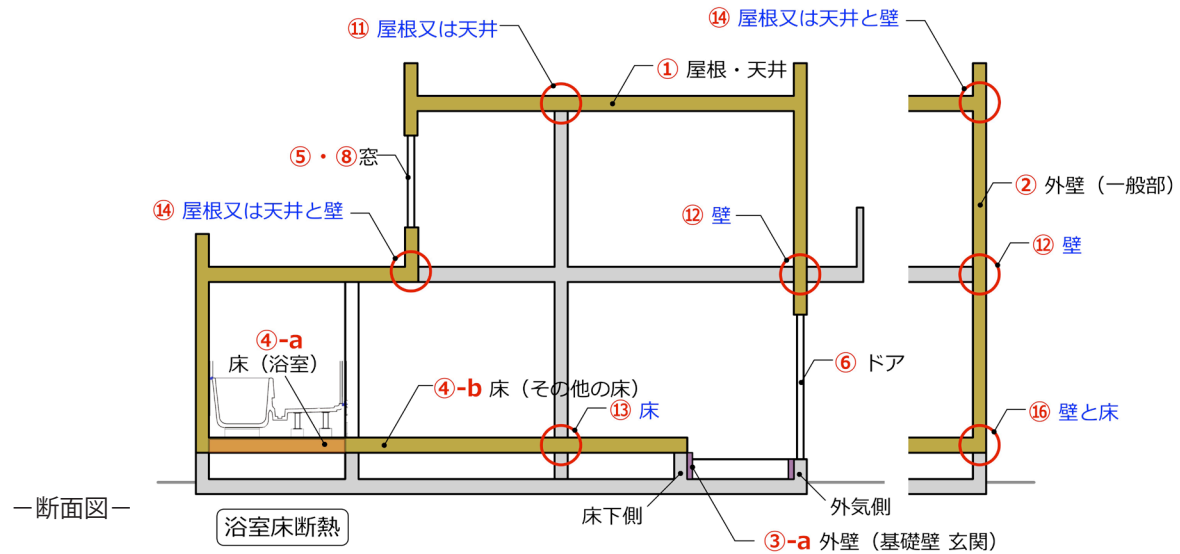 ⑪ 屋根又は天井
⑭ 屋根又は天井と壁
① 屋根・天井
⑤・⑧窓
② 外壁（一般部）
⑭ 屋根又は天井と壁
⑫ 壁
⑫ 壁
④-a
床（浴室）
⑥ ドア
④-b 床（その他の床）
⑬ 床
⑯ 壁と床
床下側
外気側
－断面図－
浴室床断熱
③-a 外壁（基礎壁 玄関）